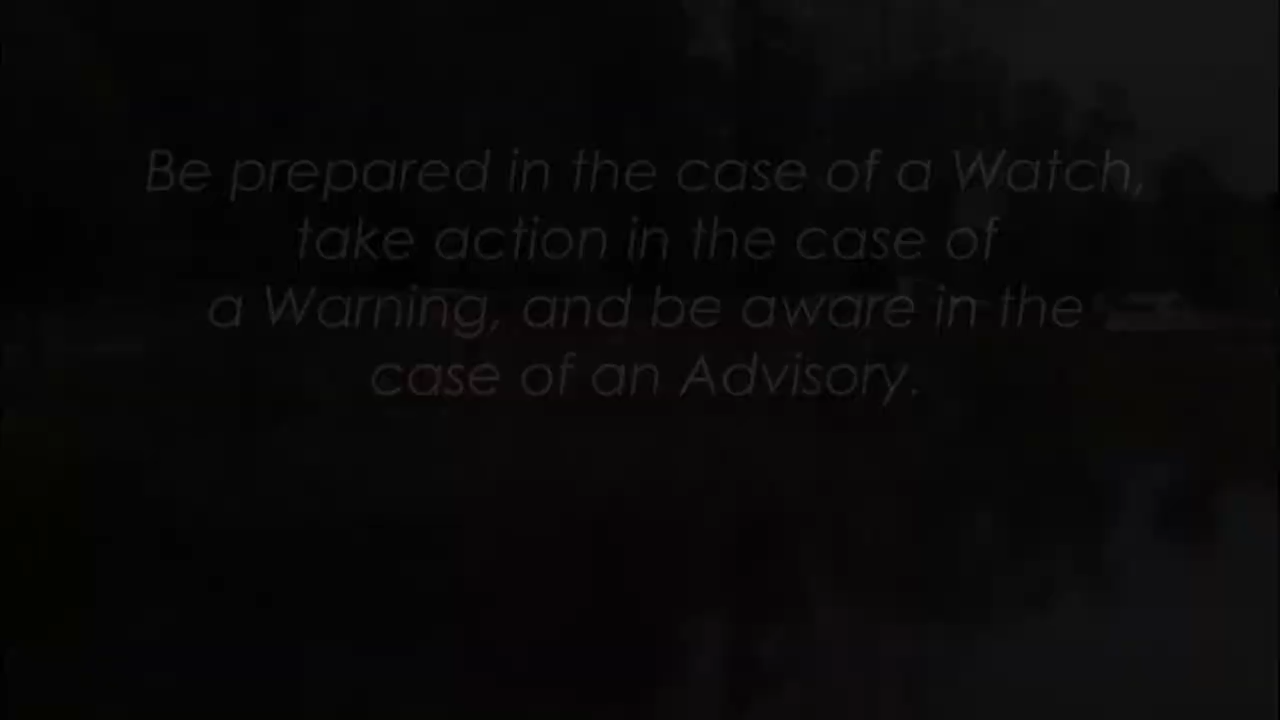 Be prepared in the case of a Watch,
take action in the case of
a Warning, and be aware in the
case of an Advisory.